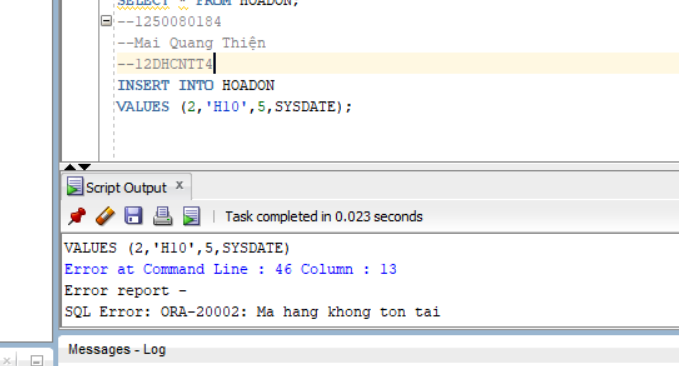 SELECT * FROM HOADON;
--1250080184
--Mai Quang Thiện
--12DHCNTT4
INSERT INTO HOADON
VALUES (2,'H10',5,SYSDATE);
Script Output x
Task completed in 0.023 seconds
VALUES (2,'H10',5,SYSDATE)
Error at Command Line : 46 Column : 13
Error report -
SQL Error: ORA-20002: Ma hang khong ton tai
Messages - Log